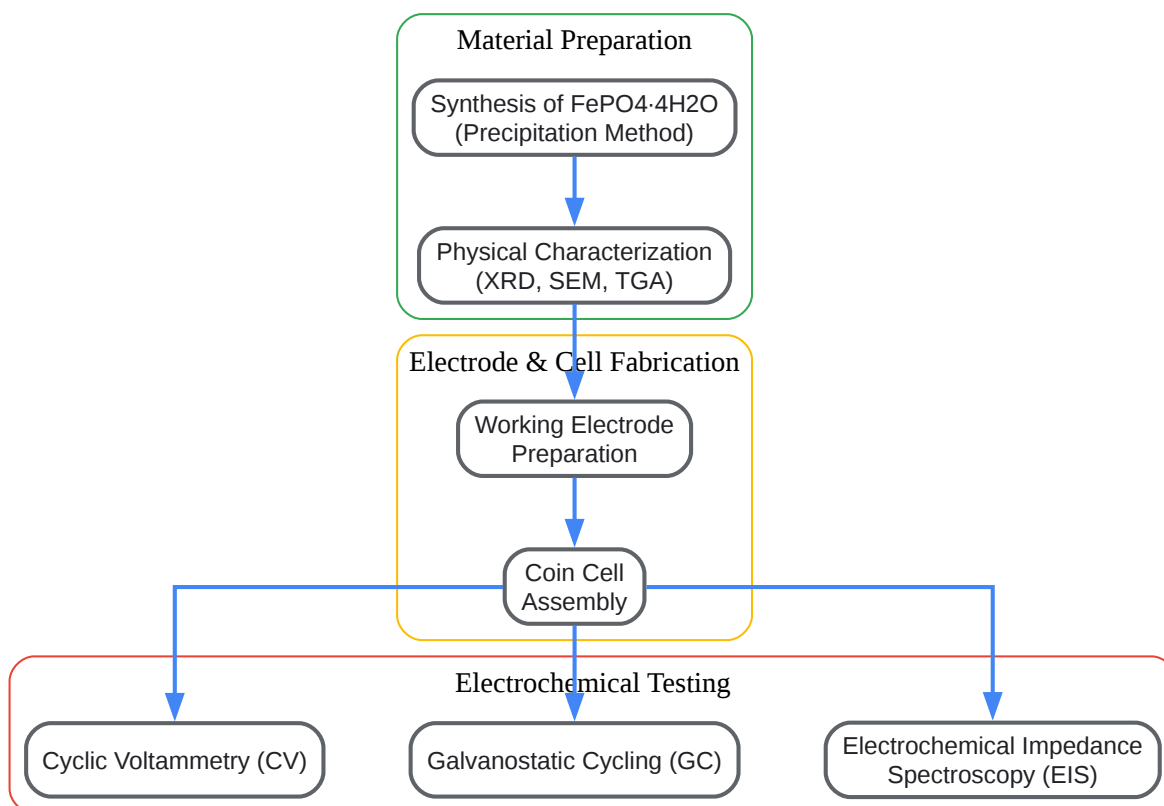 Material Preparation
Synthesis of FePO4·4H2O
(Precipitation Method)
Physical Characterization
(XRD, SEM, TGA)
Electrode & Cell Fabrication
Working Electrode
Preparation
Coin Cell
Assembly
Electrochemical Testing
Cyclic Voltammetry (CV)
Galvanostatic Cycling (GC)
Electrochemical Impedance
Spectroscopy (EIS)